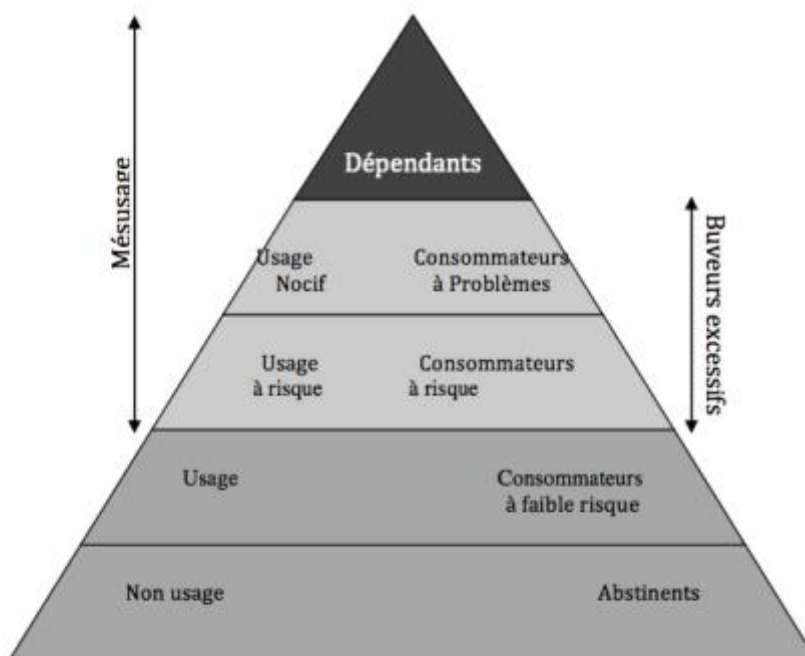 Mésusage
Dépendants
Usage
Nocif
Consommateurs
à Problèmes
Buveurs excessifs
Usage
à risque
Consommateurs
à risque
Usage
Consommateurs
à faible risque
Non usage
Abstinents